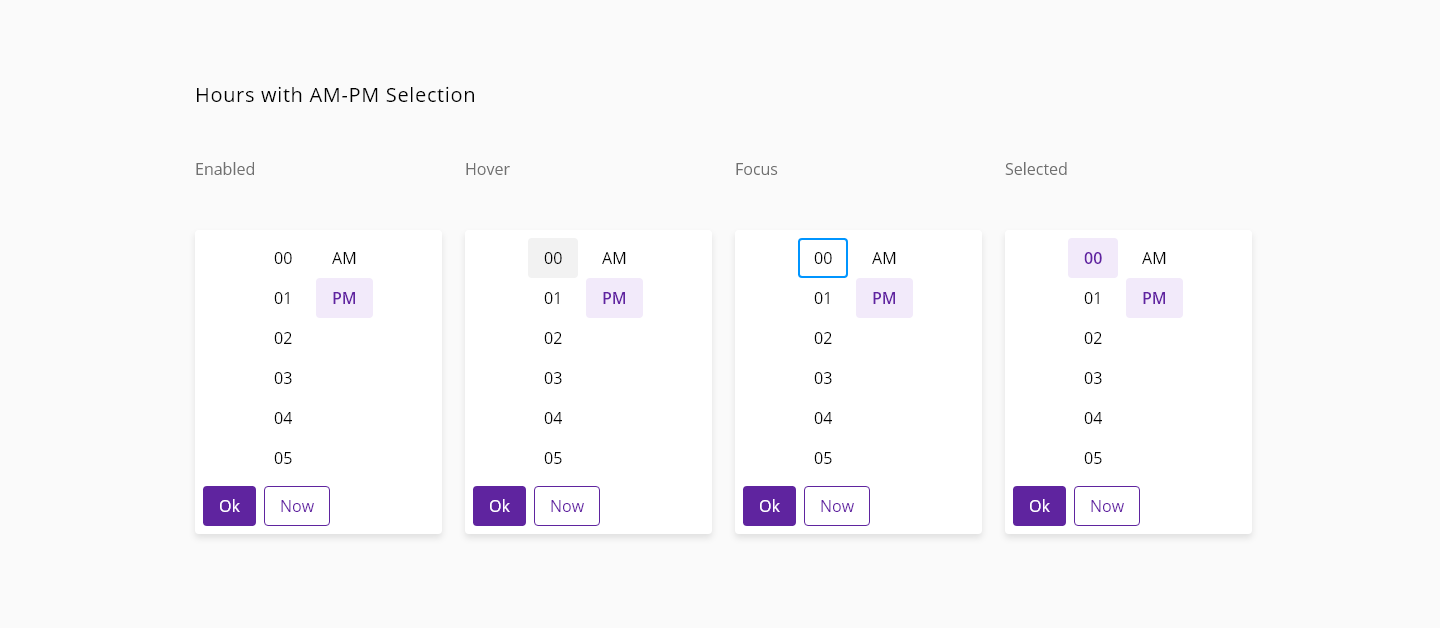 Hours with AM-PM Selection
Enabled Hover Focus Selected
00 AM 00 AM 00 AM 00 AM
01 PM 01 PM 01 PM 01 PM
02 02 02 02
03 03 03 03
04 04 04 04
05 05 05 05
Ok Now Ok Now Ok Now Ok Now